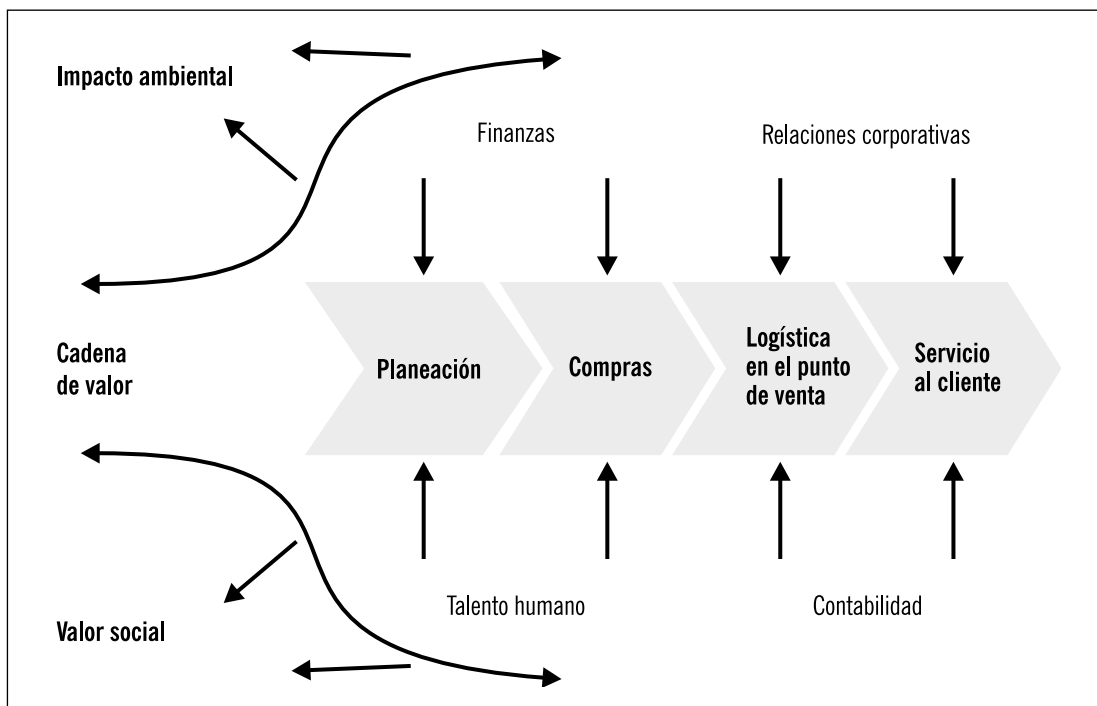 Impacto ambiental
Finanzas
Relaciones corporativas
Cadena
de valor
Planeación
Compras
Logística
en el punto
de venta
Servicio
al cliente
Talento humano
Contabilidad
Valor social